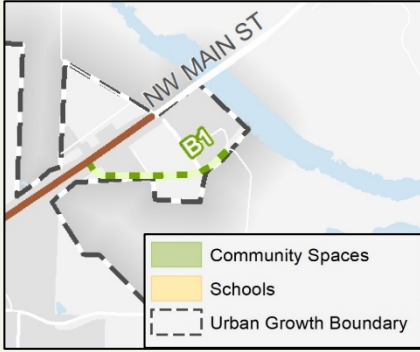 NW MAIN ST
B1
Community Spaces
Schools
Urban Growth Boundary